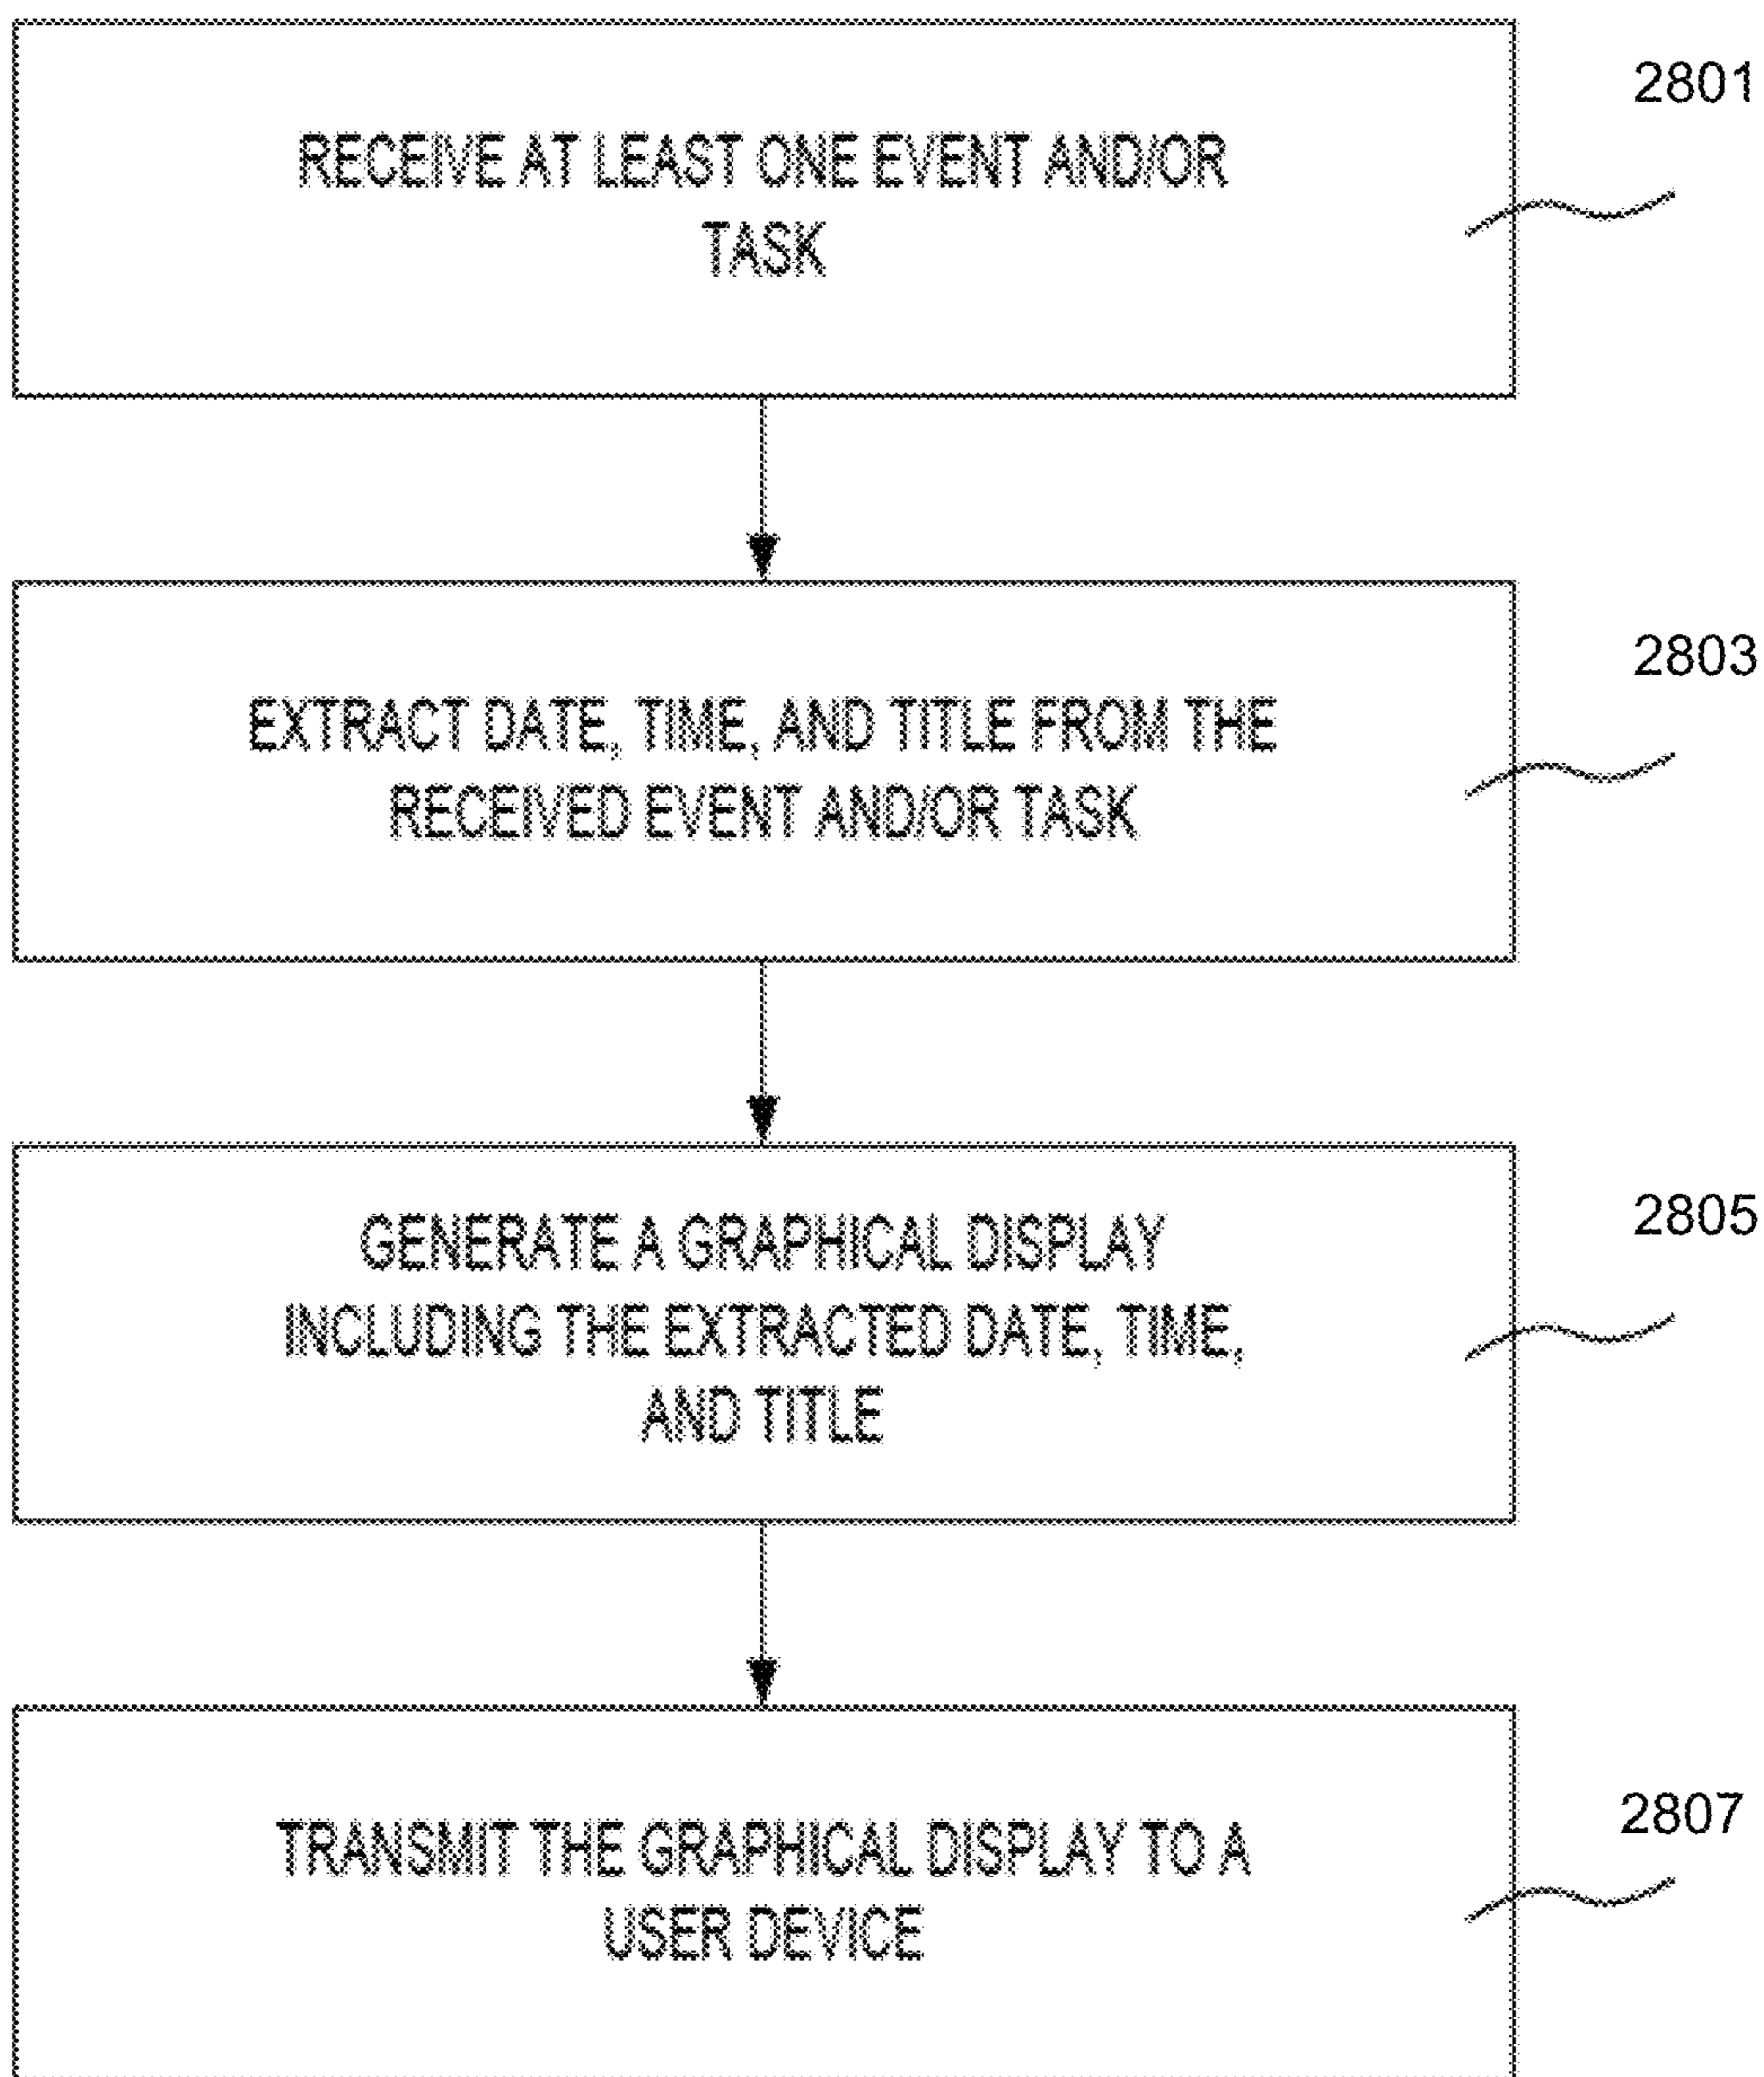 2801
RECEIVE AT LEAST ONE EVENT AND/OR
TASK
2803
EXTRACT DATE, TIME, AND TITLE FROM THE
RECEIVED EVENT AND/OR TASK
2805
GENERATE A GRAPHICAL DISPLAY
INCLUDING THE EXTRACTED DATE, TIME,
AND TITLE
2807
TRANSMIT THE GRAPHICAL DISPLAY TO A
USER DEVICE